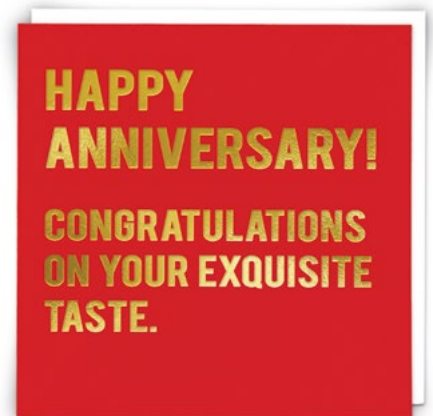 HAPPY
ANNIVERSARY!
CONGRATULATIONS
ON YOUR EXQUISITE
TASTE.